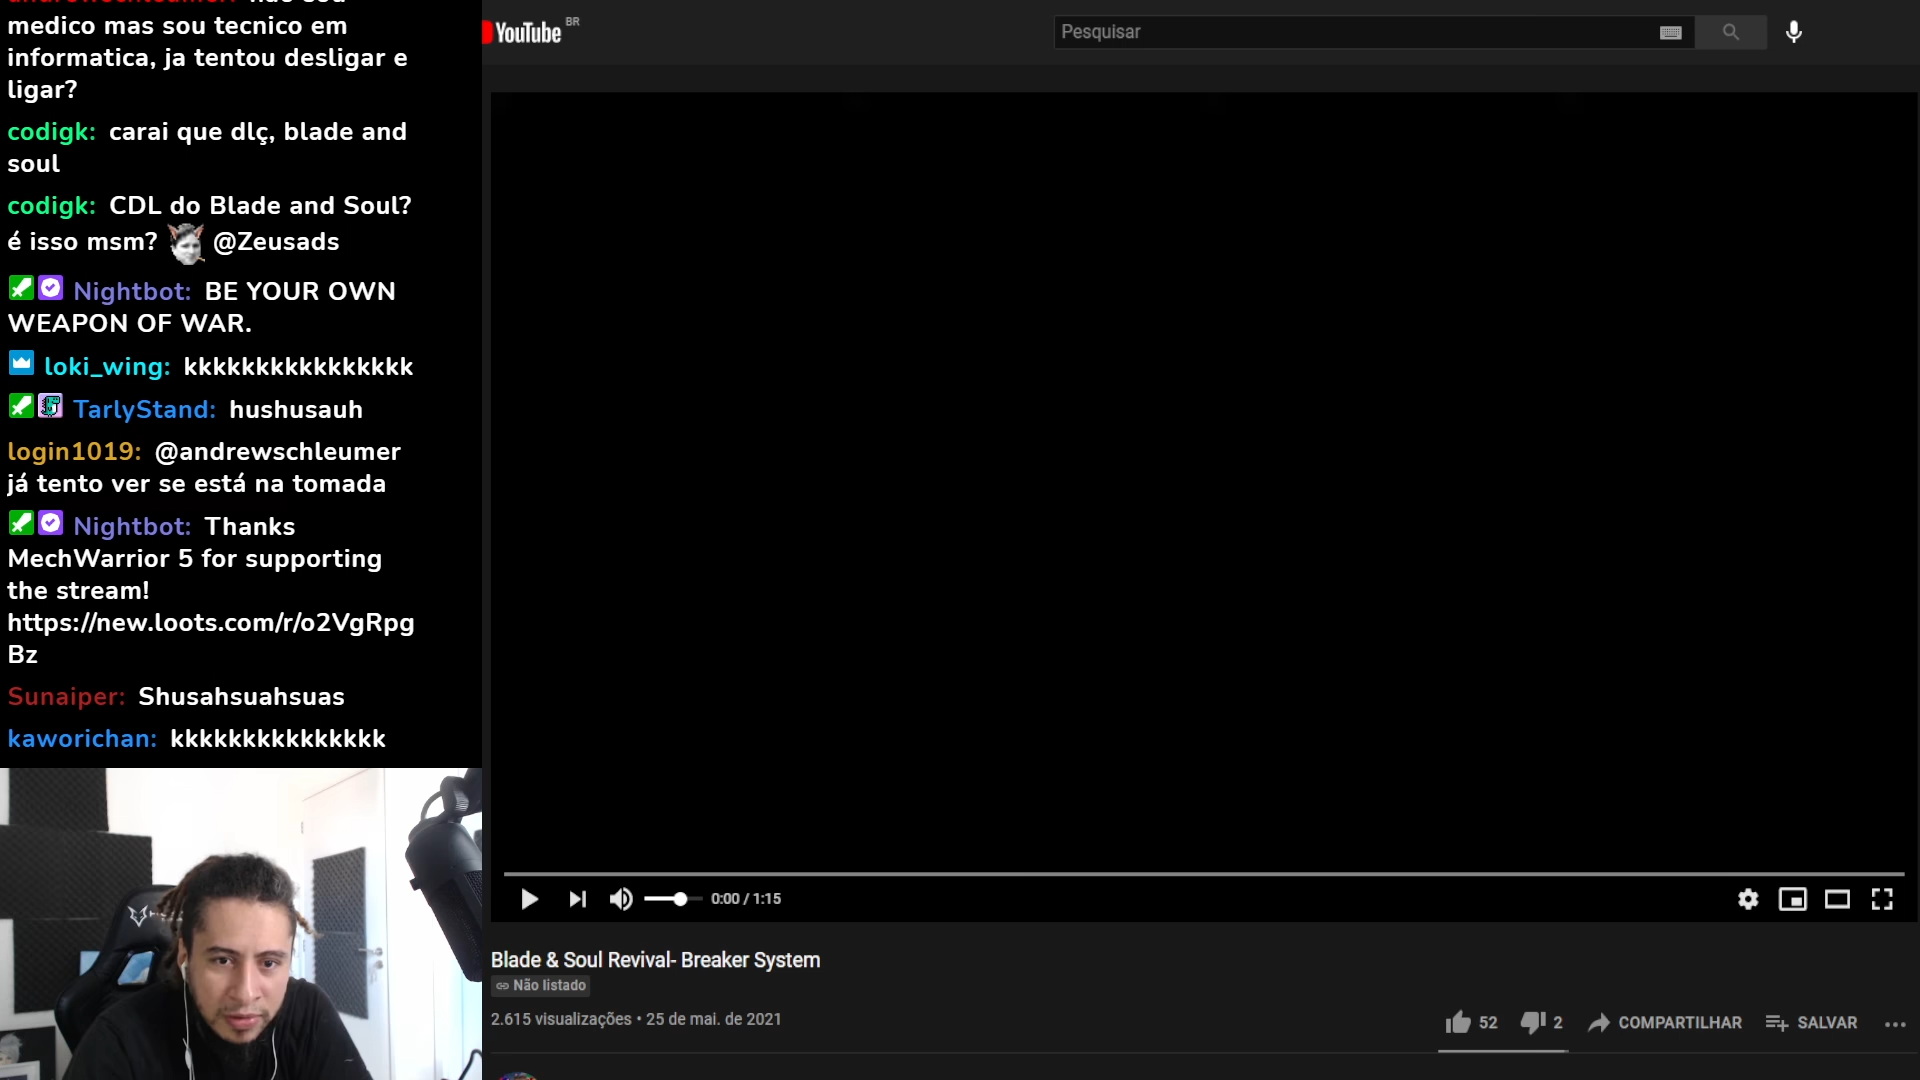 medico mas sou tecnico em
informatica, ja tentou desligar e
ligar?
codigk: carai que dlç, blade and
soul
codigk: CDL do Blade and Soul?
é isso msm? @Zeusads
Nightbot: BE YOUR OWN
WEAPON OF WAR.
loki_wing: kkkkkkkkkkkkkkkk
TarlyStand: hushusauh
login1019: @andrewschleumer
já tento ver se está na tomada
Nightbot: Thanks
MechWarrior 5 for supporting
the stream!
https://new.loots.com/r/o2VgRpg
Bz
Sunaiper: Shusahsuahsuas
kaworichan: kkkkkkkkkkkkkkk
YouTube BR
Pesquisar
0:00 / 1:15
Blade & Soul Revival- Breaker System
Não listado
2.615 visualizações • 25 de mai. de 2021
52
2
COMPARTILHAR
SALVAR